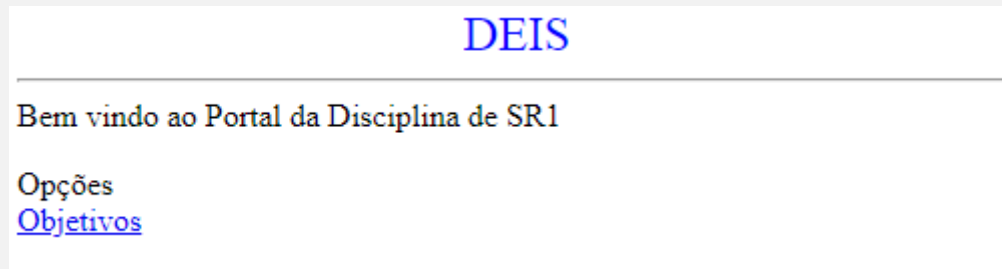 DEIS
Bem vindo ao Portal da Disciplina de SR1
Opções
Objetivos